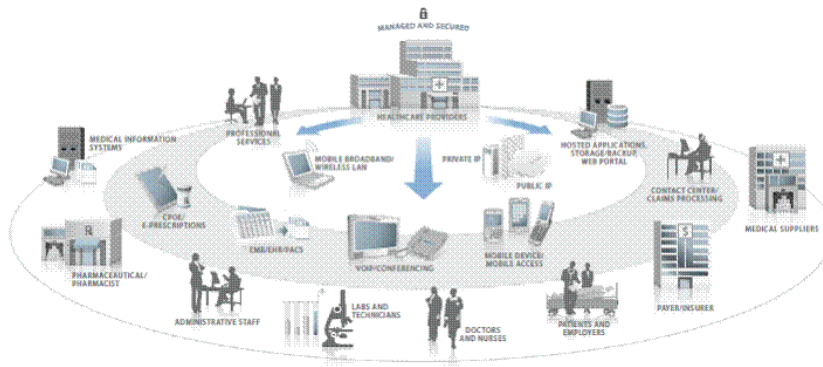 MANAGED AND SECURED
HEALTHCARE PROVIDERS
PROFESSIONAL
SERVICES
HOSTED APPLICATIONS,
STORAGE/BACKUP,
WEB PORTAL
MEDICAL INFORMATION
SYSTEMS
MOBILE BROADBAND/
WIRELESS LAN
PRIVATE IP
PUBLIC IP
CONTACT CENTER/
CLAIMS PROCESSING
MEDICAL SUPPLIERS
CPOE/
E-PRESCRIPTIONS
EMR/EHR/PACS
VOIP/CONFERENCING
MOBILE DEVICE/
MOBILE ACCESS
R
PHARMACEUTICAL/
PHARMACIST
$
PAYER/INSURER
ADMINISTRATIVE STAFF
LABS AND
TECHNICIANS
DOCTORS
AND NURSES
PATIENTS AND
EMPLOYERS